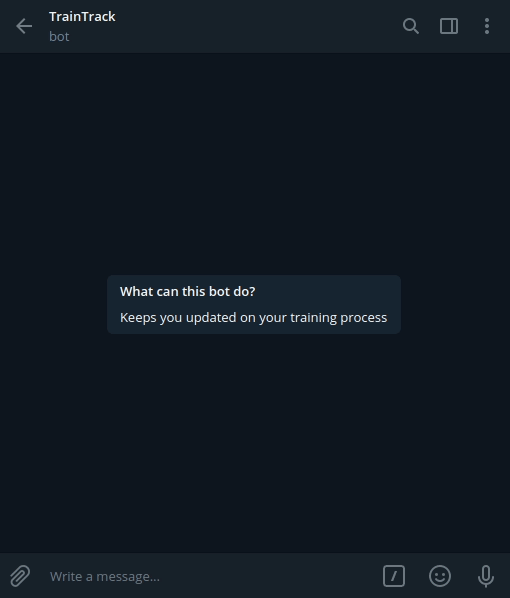 TrainTrack
bot
What can this bot do?
Keeps you updated on your training process
Write a message...